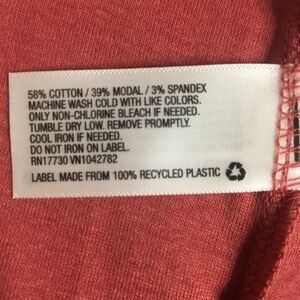 58% COTTON / 39% MODAL / 3% SPANDEX
MACHINE WASH COLD WITH LIKE COLORS.
ONLY NON-CHLORINE BLEACH IF NEEDED.
TUMBLE DRY LOW. REMOVE PROMPTLY.
COOL IRON IF NEEDED.
DO NOT IRON ON LABEL.
RN17730 VN1042782
LABEL MADE FROM 100% RECYCLED PLASTIC